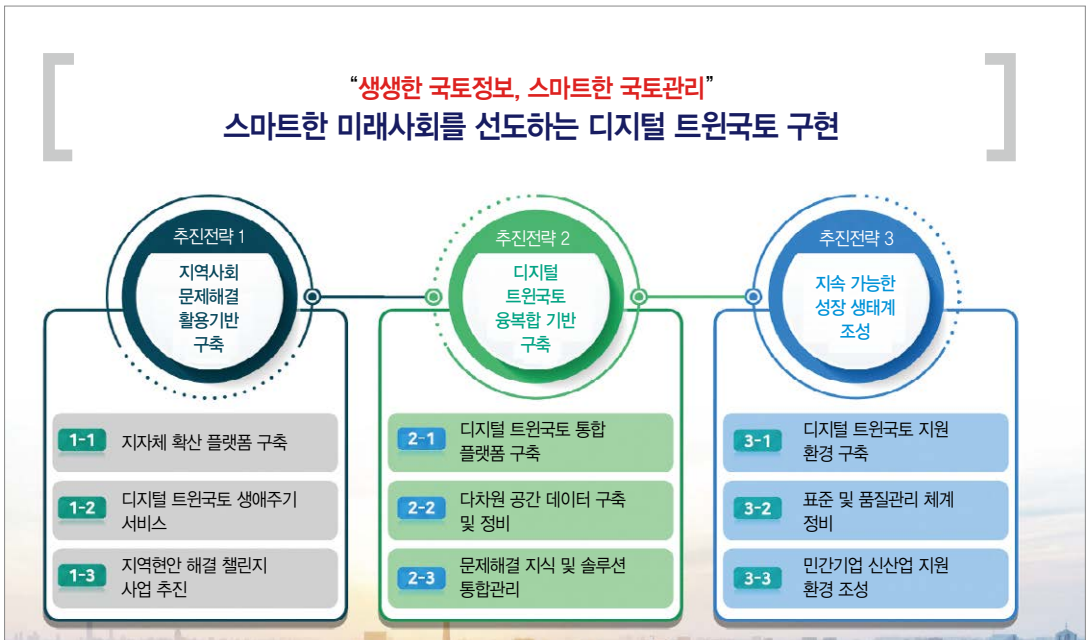 “생생한 국토정보, 스마트한 국토관리”
스마트한 미래사회를 선도하는 디지털 트윈국토 구현
추진전략 1
지역사회
문제해결
활용기반
구축
1-1 지자체 확산 플랫폼 구축
1-2 디지털 트윈국토 생애주기
서비스
1-3 지역현안 해결 챌린지
사업 추진
추진전략 2
디지털
트윈국토
융복합 기반
구축
2-1 디지털 트윈국토 통합
플랫폼 구축
2-2 다차원 공간 데이터 구축
및 정비
2-3 문제해결 지식 및 솔루션
통합관리
추진전략 3
지속 가능한
성장 생태계
조성
3-1 디지털 트윈국토 지원
환경 구축
3-2 표준 및 품질관리 체계
정비
3-3 민간기업 신산업 지원
환경 조성